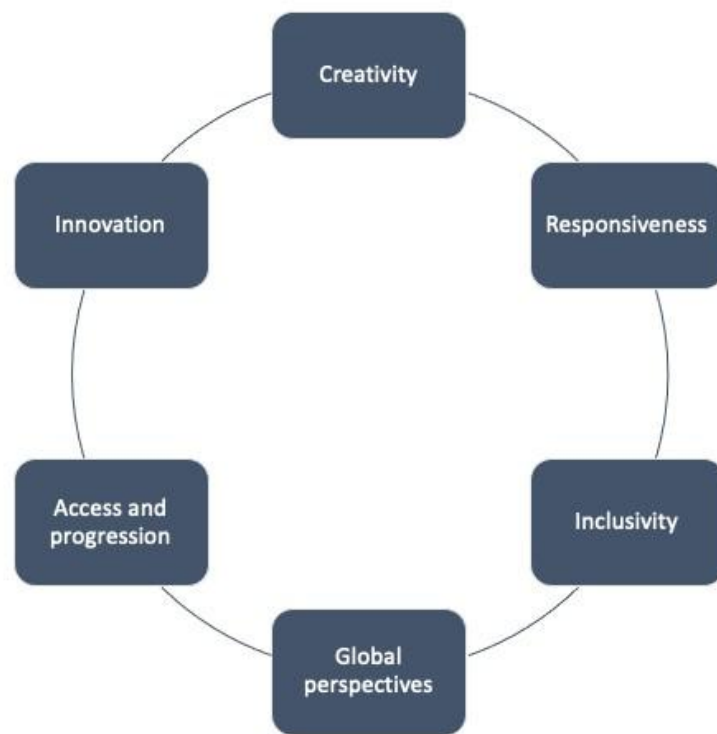 Creativity
Responsiveness
Inclusivity
Global
perspectives
Access and
progression
Innovation